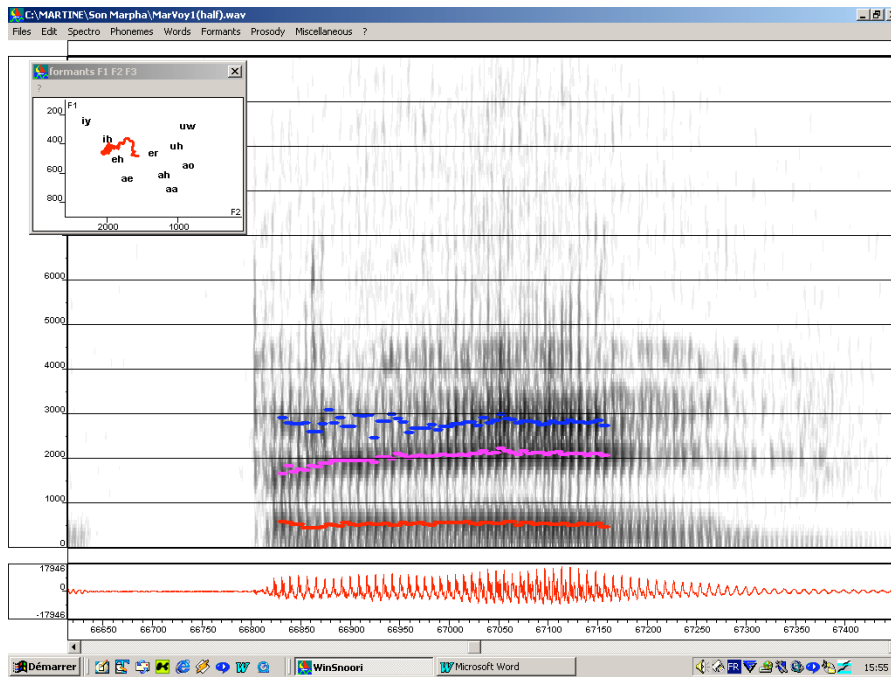 C:\MARTINE\Son Marpha\MarVoy1(half).wav
Files Edit Spectro Phonemes Words Formants Prosody Miscellaneous ?
formants F1 F2 F3
?
F1
200
iy
uw
400
ih
er
uh
600
eh
ao
ae
ah
800
aa
F2
2000 1000
6000
5000
4000
3000
2000
1000
0
17946
0
-17946
66650 66700 66750 66800 66850 66900 66950 67000 67050 67100 67150 67200 67250 67300 67350 67400
Démarrer WinSnoori Microsoft Word FR 15:55